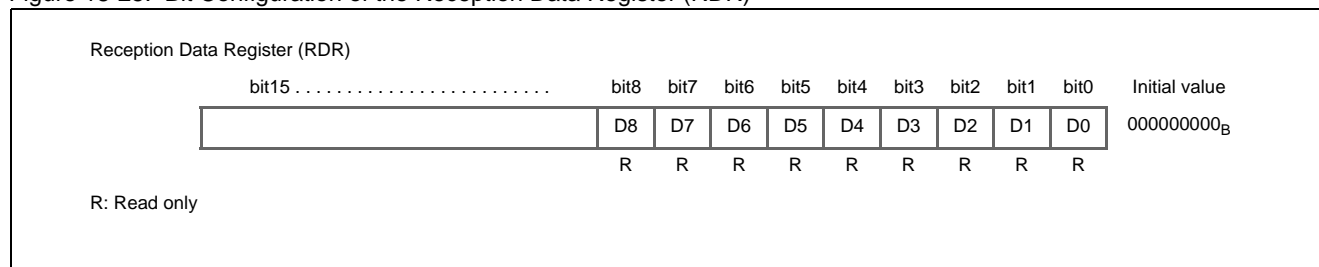 Reception Data Register (RDR)
bit15 . . . . . . . . . . . . . . . . . . . . . . . . . bit8 bit7 bit6 bit5 bit4 bit3 bit2 bit1 bit0 Initial value
D8 D7 D6 D5 D4 D3 D2 D1 D0 000000000B
R R R R R R R R R
R: Read only